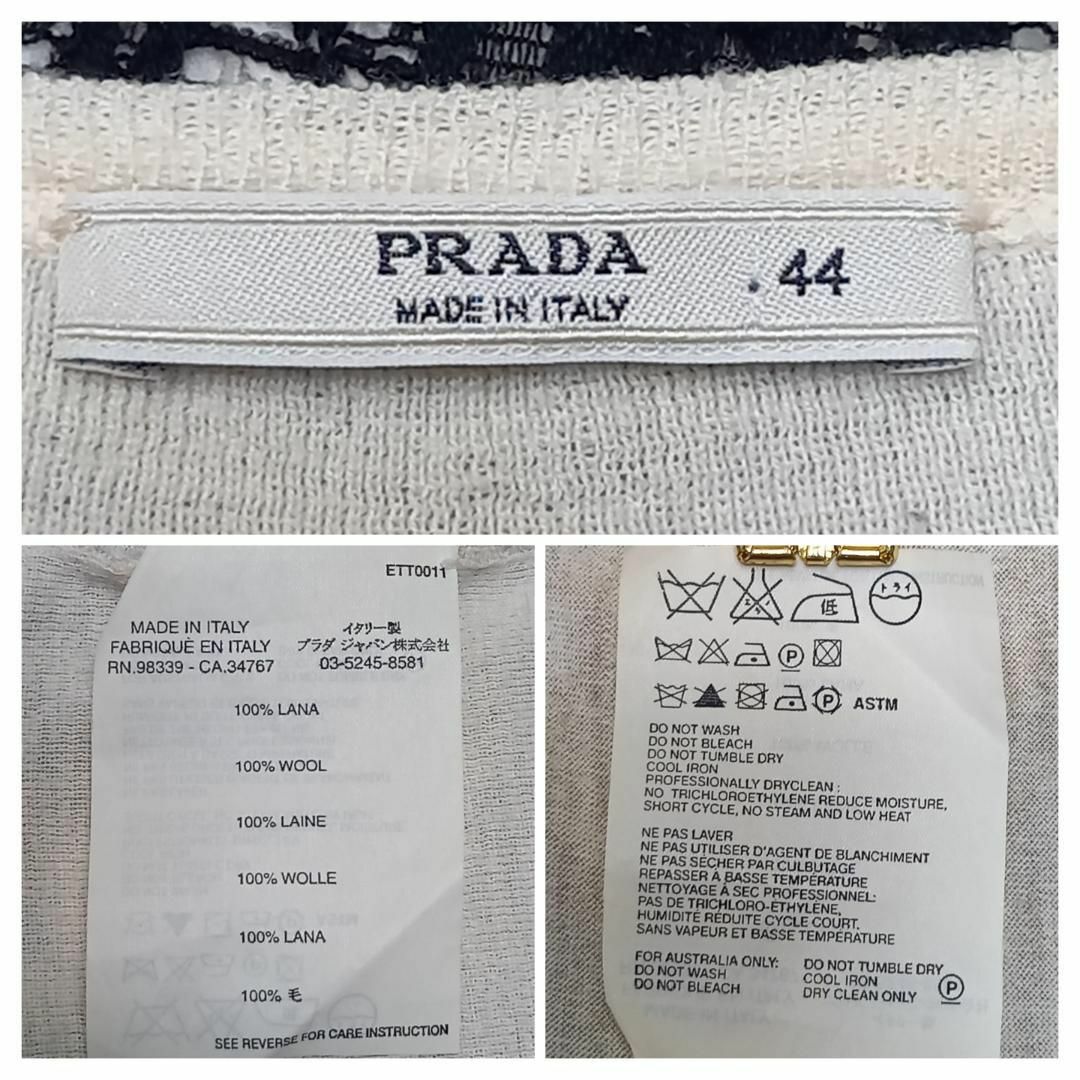 PRADA
MADE IN ITALY
.44
ETT0011
MADE IN ITALY
FABRIQUÈ EN ITALY
RN.98339 - CA.34767
イタリー製
プラダ ジャパン株式会社
03-5245-8581
100% LANA
100% WOOL
100% LAINE
100% WOLLE
100% LANA
100% 毛
SEE REVERSE FOR CARE INSTRUCTION
エンソ
低
ドライ
P
P
ASTM
DO NOT WASH
DO NOT BLEACH
DO NOT TUMBLE DRY
COOL IRON
PROFESSIONALLY DRYCLEAN :
NO TRICHLOROETHYLENE REDUCE MOISTURE,
SHORT CYCLE, NO STEAM AND LOW HEAT
NE PAS LAVER
NE PAS UTILISER D'AGENT DE BLANCHIMENT
NE PAS SÉCHER PAR CULBUTAGE
REPASSER À BASSE TEMPÉRATURE
NETTOYAGE À SEC PROFESSIONNEL:
PAS DE TRICHLORO-ETHYLÈNE,
HUMIDITÉ RÉDUITE CYCLE COURT.
SANS VAPEUR ET BASSE TEMPÉRATURE
FOR AUSTRALIA ONLY:
DO NOT WASH
DO NOT BLEACH
DO NOT TUMBLE DRY
COOL IRON
DRY CLEAN ONLY
P